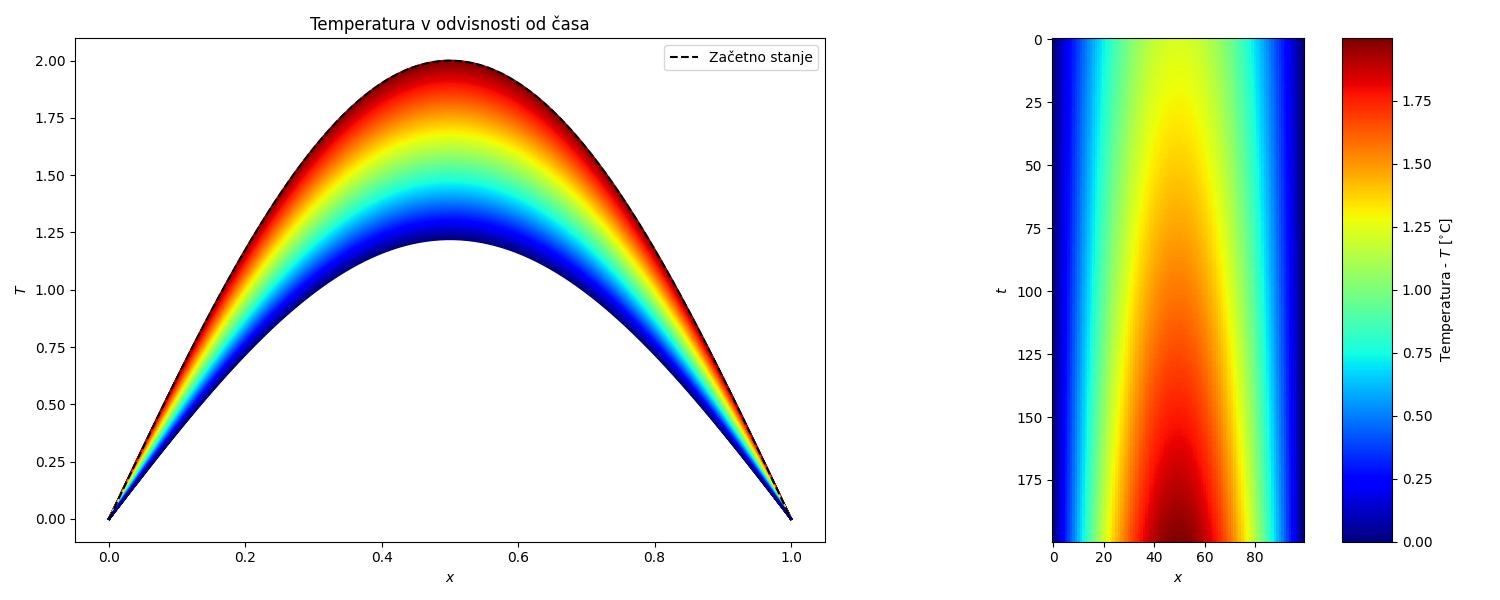 Temperatura v odvisnosti od časa
Začetno stanje
2.00
1.75
1.50
1.25
1.00
0.75
0.50
0.25
0.00
T
0.0 0.2 0.4 0.6 0.8 1.0
x
0
25
50
75
100
125
150
175
t
0 20 40 60 80
x
1.75
1.50
1.25
1.00
0.75
0.50
0.25
0.00
Temperatura - T [°C]